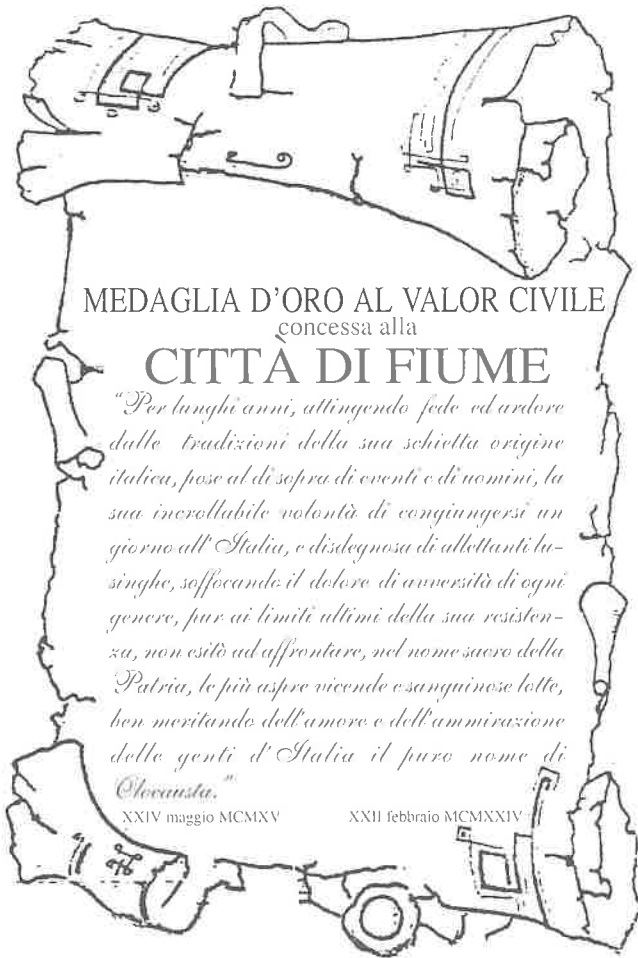 MEDAGLIA D'ORO AL VALOR CIVILE
concessa alla
CITTÀ DI FIUME
“Per lunghi anni, attingendo fede ed ardore
dalle tradizioni della sua schietta origine
italica, pose al di sopra di eventi e di uomini, la
sua incrollabile volontà di congiungersi un
giorno all' Italia, e disdegnosa di allettanti lu-
singhe, soffocando il dolore di avversità di ogni
genere, pur ai limiti ultimi della sua resisten-
za, non esitò ad affrontare, nel nome sacro della
Patria, le più aspre vicende e sanguinose lotte,
ben meritando dell'amore e dell'ammirazione
delle genti d' Italia il puro nome di
Olocausta.”
XXIV maggio MCMXV XXII febbraio MCMXXIV